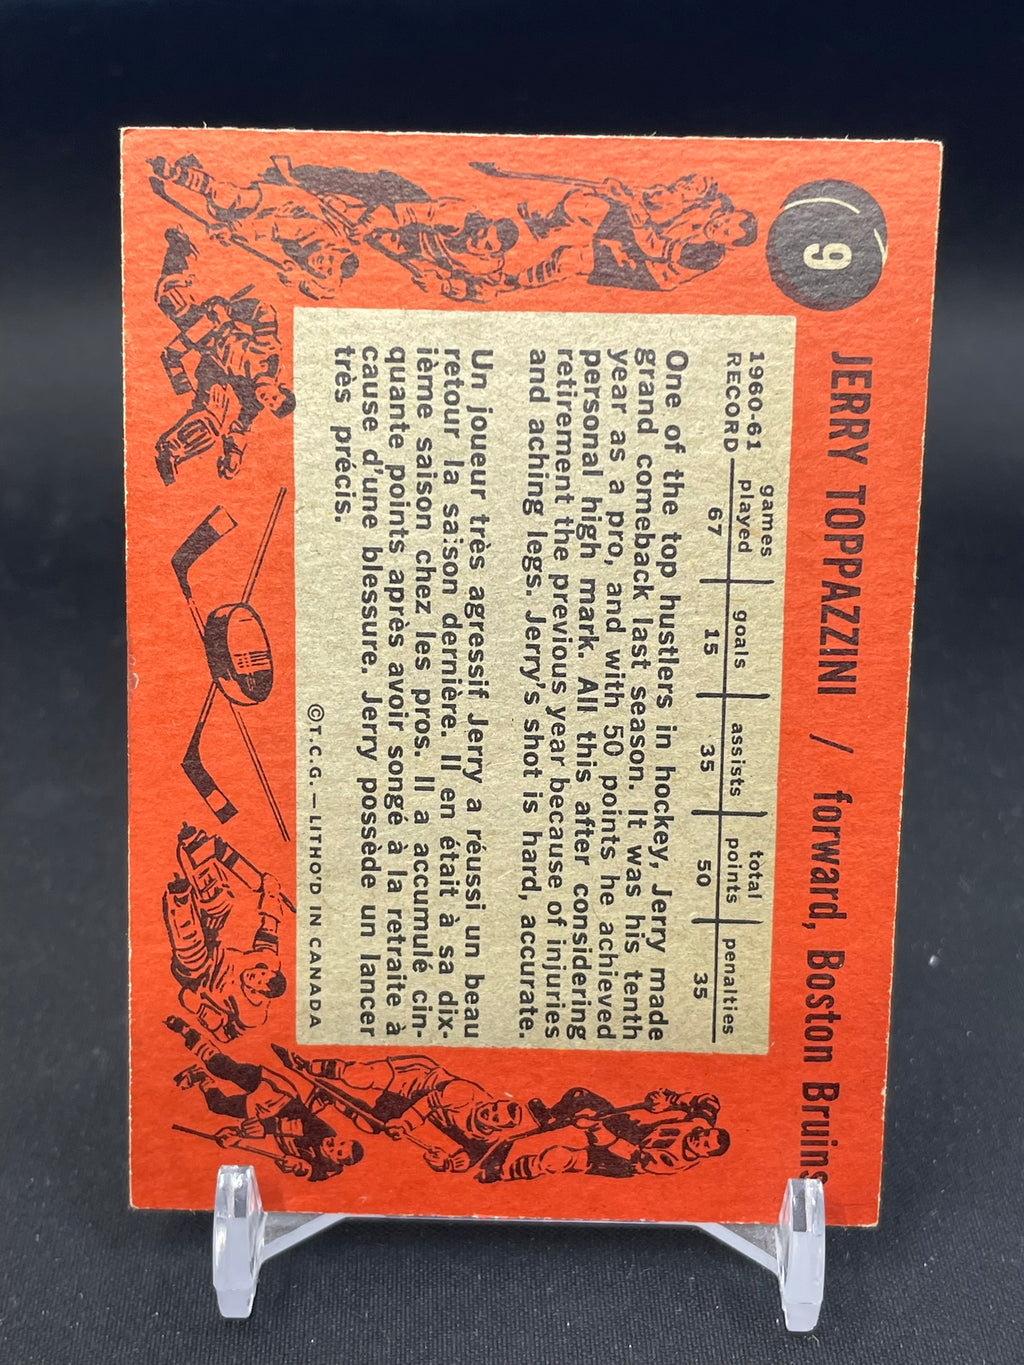 9
JERRY TOPPAZZINI / forward, Boston Bruins
1960-61 RECORD
games played goals assists total points penalties
67 15 35 50 35
One of the top hustlers in hockey, Jerry made
grand comeback last season. It was his tenth
year as a pro, and with 50 points he achieved
personal high mark. All this after considering
retirement the previous year because of injuries
and aching legs. Jerry's shot is hard, accurate.
Un joueur très agressif Jerry a réussi un beau
retour la saison dernière. Il en était à sa dix-
ième saison chez les pros. Il a accumulé cin-
quante points après avoir songé à la retraite à
cause d'une blessure. Jerry possède un lancer
très précis.
©T.C.G.—LITHO'D IN CANADA